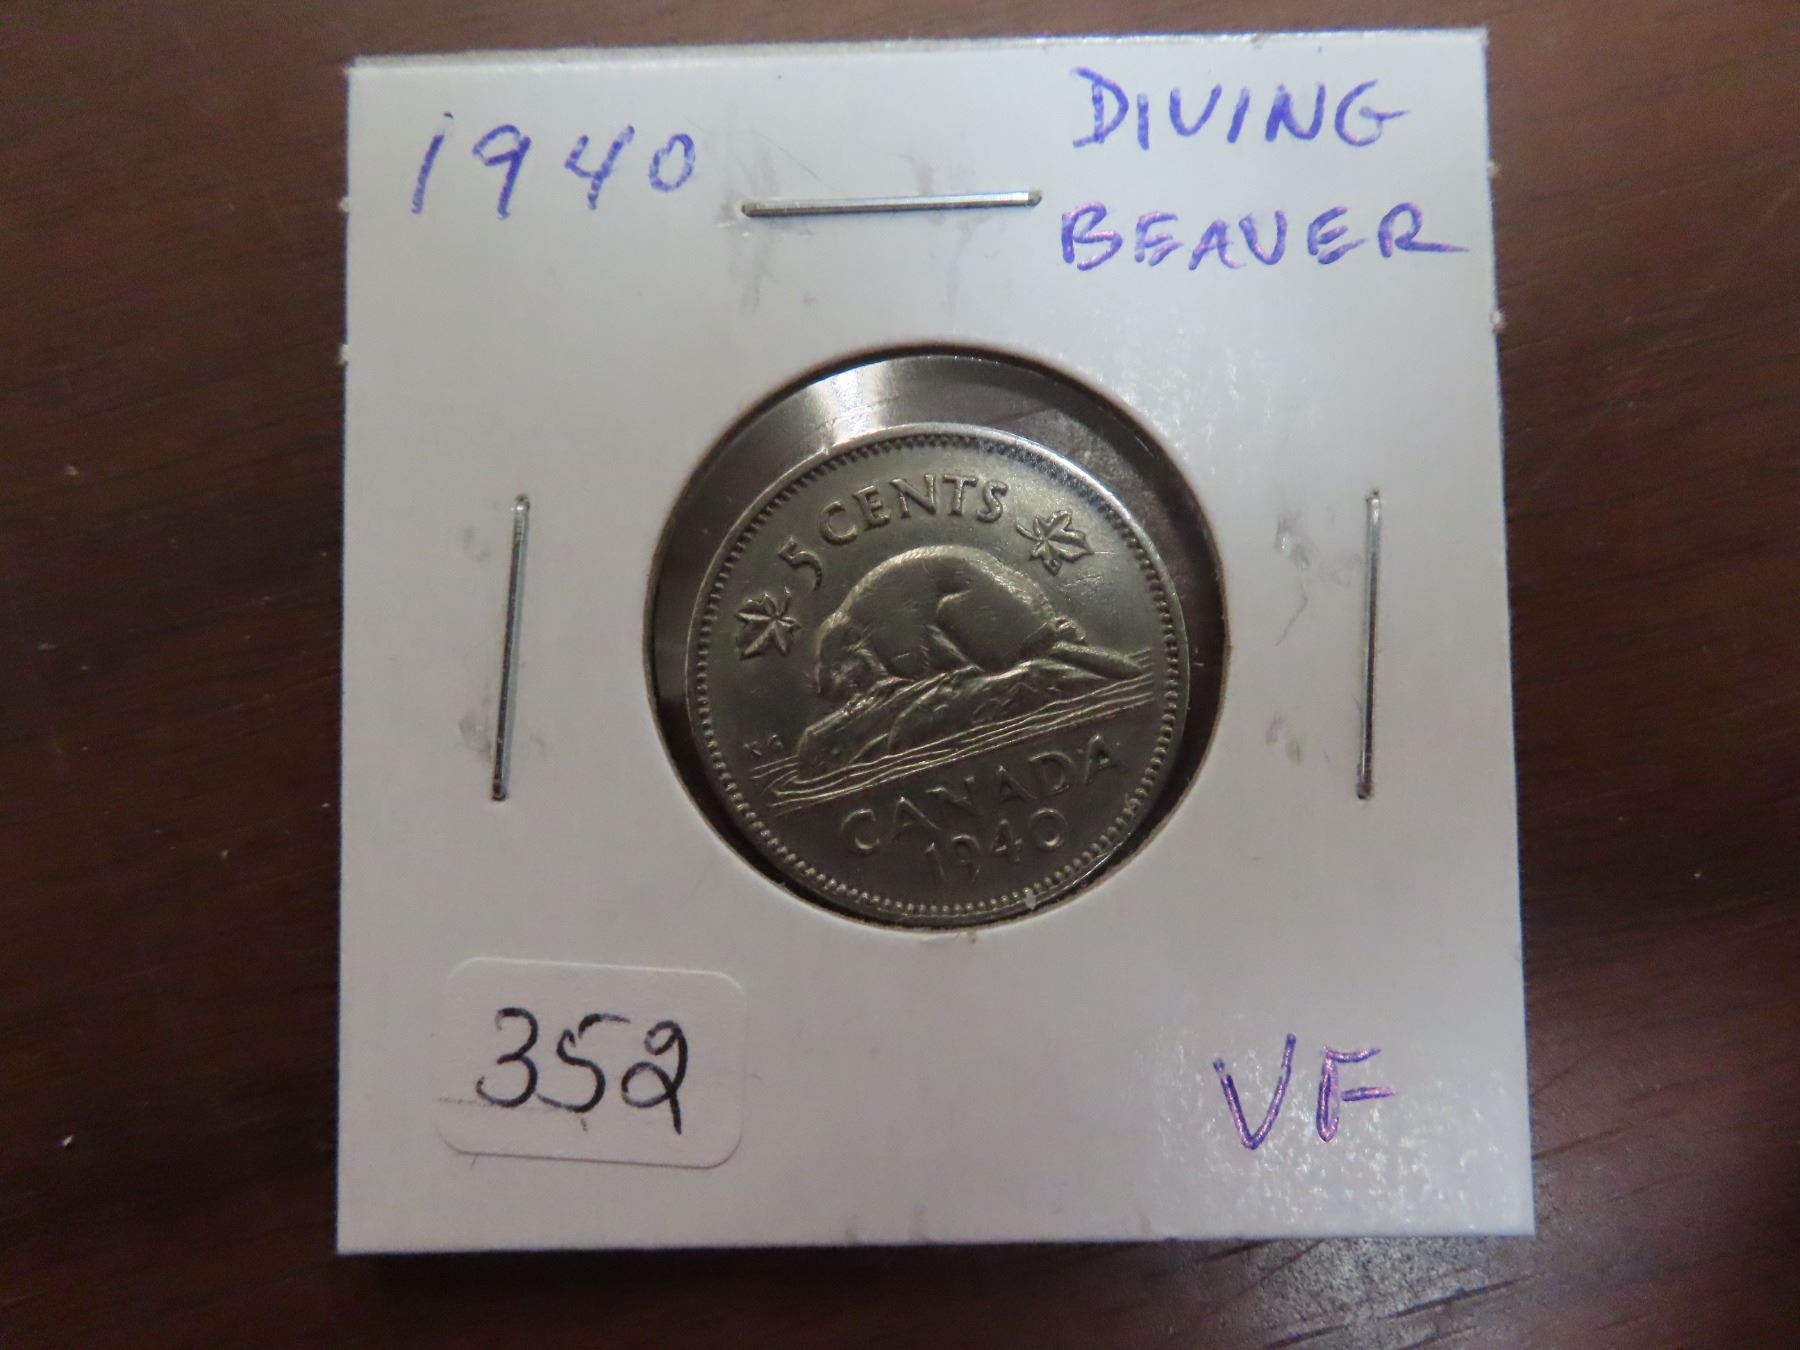 1940
DIVING
BEAVER
5 CENTS
KG
CANADA
1940
352
VF